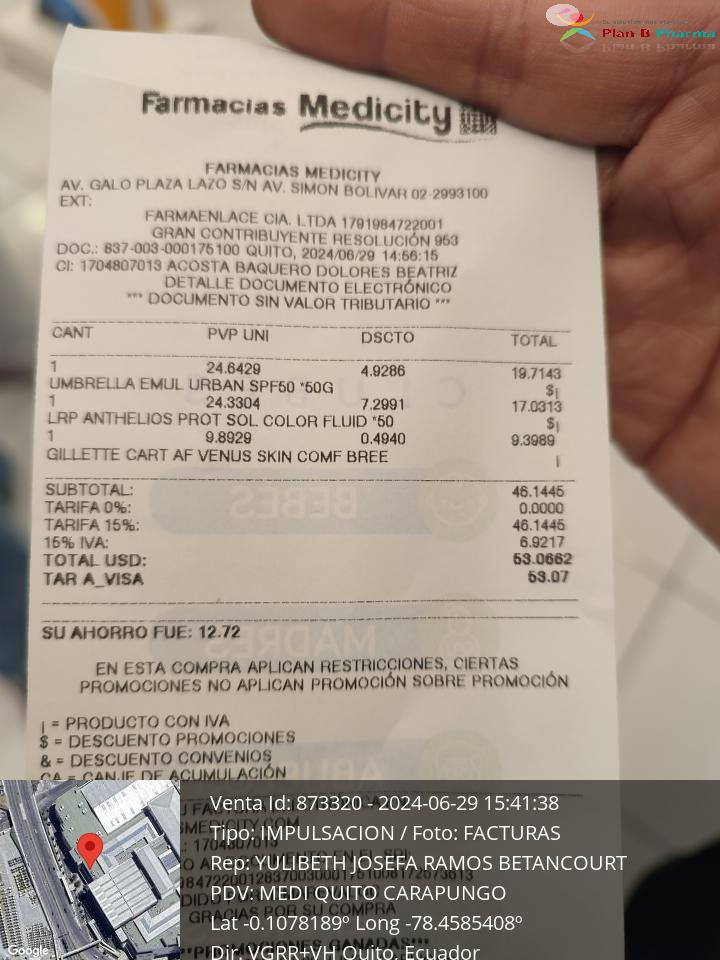 Plan B Pharma
Farmacias Medicity
FARMACIAS MEDICITY
AV. GALO PLAZA LAZO S/N AV. SIMON BOLIVAR 02-2993100
EXT:
FARMAENLACE CIA. LTDA 1791984722001
GRAN CONTRIBUYENTE RESOLUCIÓN 953
DOC.: 837-003-000175100 QUITO, 2024/06/29 14:56:15
CI: 1704807013 ACOSTA BAQUERO DOLORES BEATRIZ
DETALLE DOCUMENTO ELECTRÓNICO
*** DOCUMENTO SIN VALOR TRIBUTARIO ***
CANT PVP UNI DSCTO TOTAL
1 24.6429 4.9286 19.7143
UMBRELLA EMUL URBAN SPF50 *50G $¡
1 24.3304 7.2991 17.0313
LRP ANTHELIOS PROT SOL COLOR FLUID *50 $¡
1 9.8929 0.4940 9.3989
GILLETTE CART AF VENUS SKIN COMF BREE ¡
SUBTOTAL: 46.1445
TARIFA 0%: 0.0000
TARIFA 15%: 46.1445
15% IVA: 6.9217
TOTAL USD: 53.0662
TAR A_VISA 53.07
SU AHORRO FUE: 12.72
EN ESTA COMPRA APLICAN RESTRICCIONES, CIERTAS
PROMOCIONES NO APLICAN PROMOCIÓN SOBRE PROMOCIÓN
¡ = PRODUCTO CON IVA
$ = DESCUENTO PROMOCIONES
& = DESCUENTO CONVENIOS
CA = CANJE DE ACUMULACIÓN
Venta Id: 873320 - 2024-06-29 15:41:38
Tipo: IMPULSACION / Foto: FACTURAS
Rep: YULIBETH JOSEFA RAMOS BETANCOURT
PDV: MEDI QUITO CARAPUNGO
Lat -0.1078189º Long -78.4585408º
GRACIAS POR SU COMPRA
Dir. VGRR+VH Quito, Ecuador
Google